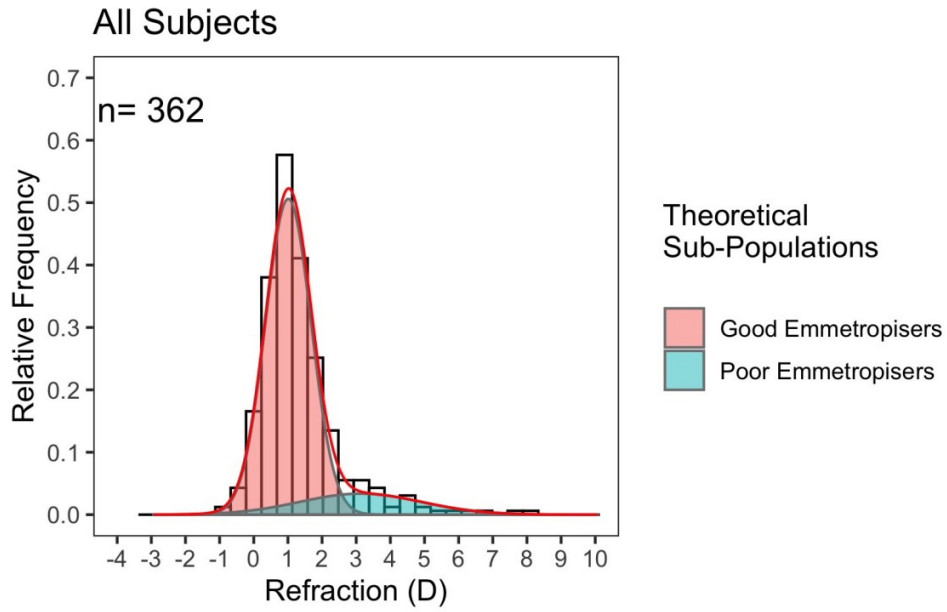 All Subjects
n= 362
Relative Frequency
0.7
0.6
0.5
0.4
0.3
0.2
0.1
0.0
-4 -3 -2 -1 0 1 2 3 4 5 6 7 8 9 10
Refraction (D)
Theoretical
Sub-Populations
Good Emmetropisers
Poor Emmetropisers